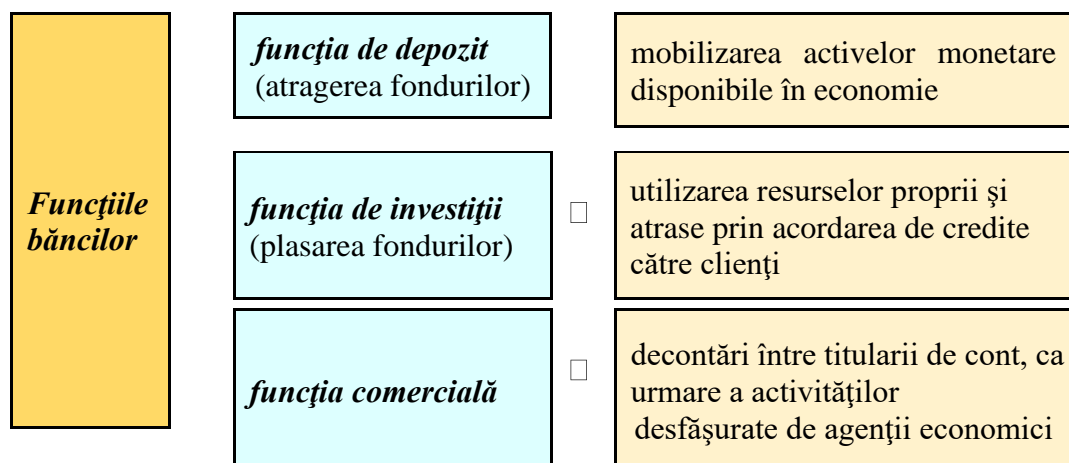 Funcţiile
băncilor
funcţia de depozit
(atragerea fondurilor)
mobilizarea activelor monetare
disponibile în economie
funcţia de investiţii
(plasarea fondurilor)
utilizarea resurselor proprii şi
atrase prin acordarea de credite
către clienţi
funcţia comercială
decontări între titularii de cont, ca
urmare a activităţilor
desfăşurate de agenţii economici